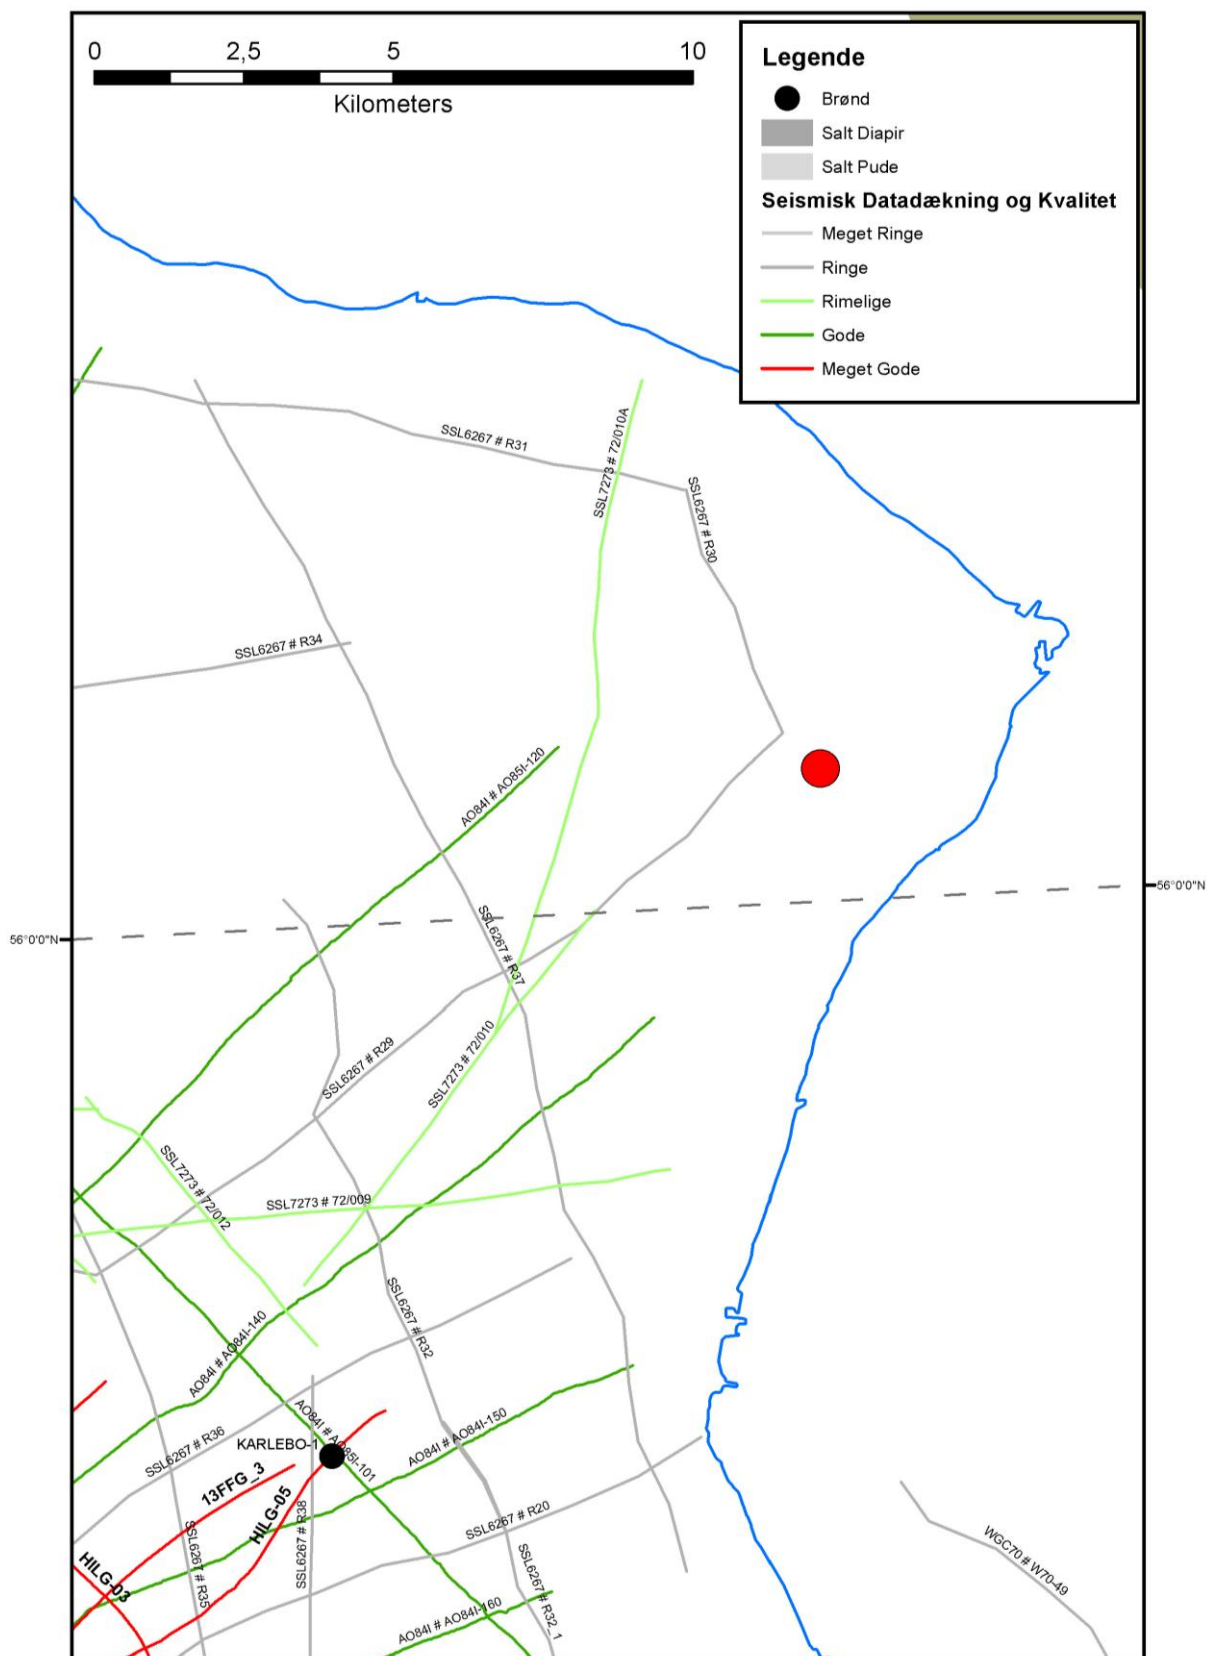 0 2,5 5 10
Kilometers
Legende
Brønd
Salt Diapir
Salt Pude
Seismisk Datadækning og Kvalitet
Meget Ringe
Ringe
Rimelige
Gode
Meget Gode
SSL6267 # R31
SSL7273 # 72/010A
SSL6267 # R30
SSL6267 # R34
AO84I # AO85I-120
56°0'0"N
56°0'0"N
SSL6267 # R37
SSL6267 # R29
SSL7273 # 72/010
SSL7273 # 72/012
SSL7273 # 72/009
SSL6267 # R32
AO84I # AO84I-140
AO84I # AO85I-101
KARLEBO-1
AO84I # AO84I-150
SSL6267 # R36
13FFG_3
HILG-05
SSL6267 # R38
SSL6267 # R20
SSL6267 # R35
HILG-03
SSL6267 # R32_1
WGC70 # W70-49
AO84I # AO84I-160